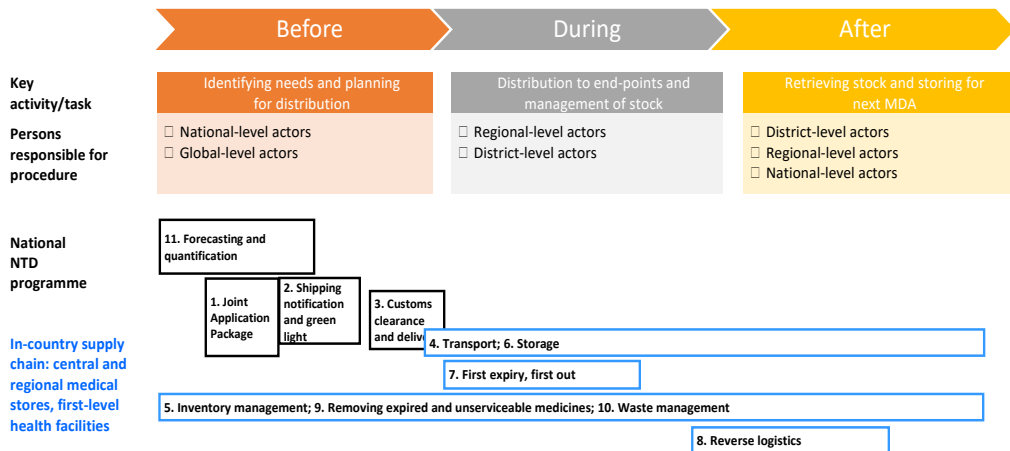 Before
During
After
Key
activity/task
Identifying needs and planning
for distribution
Distribution to end-points and
management of stock
Retrieving stock and storing for
next MDA
Persons
responsible for
procedure
☐ National-level actors
☐ Global-level actors
☐ Regional-level actors
☐ District-level actors
☐ District-level actors
☐ Regional-level actors
☐ National-level actors
National
NTD
programme
11. Forecasting and
quantification
1. Joint
Application
Package
2. Shipping
notification
and green
light
3. Customs
clearance
and delive
In-country supply
chain: central and
regional medical
stores, first-level
health facilities
4. Transport; 6. Storage
7. First expiry, first out
5. Inventory management; 9. Removing expired and unserviceable medicines; 10. Waste management
8. Reverse logistics